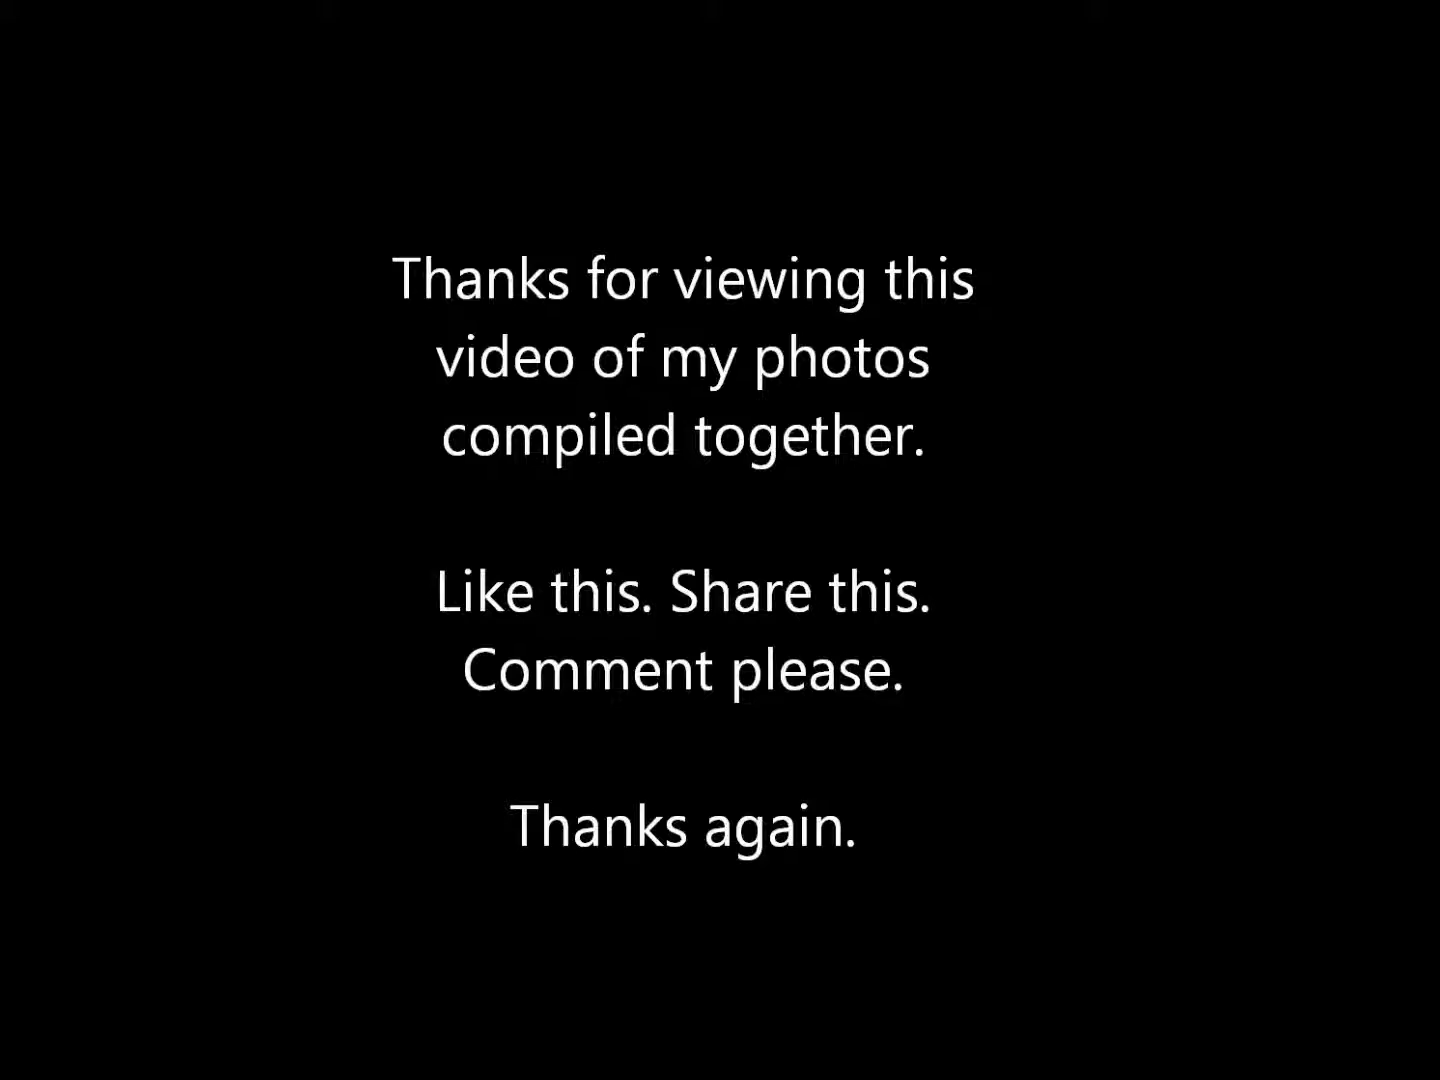 Thanks for viewing this
video of my photos
compiled together.
Like this. Share this.
Comment please.
Thanks again.